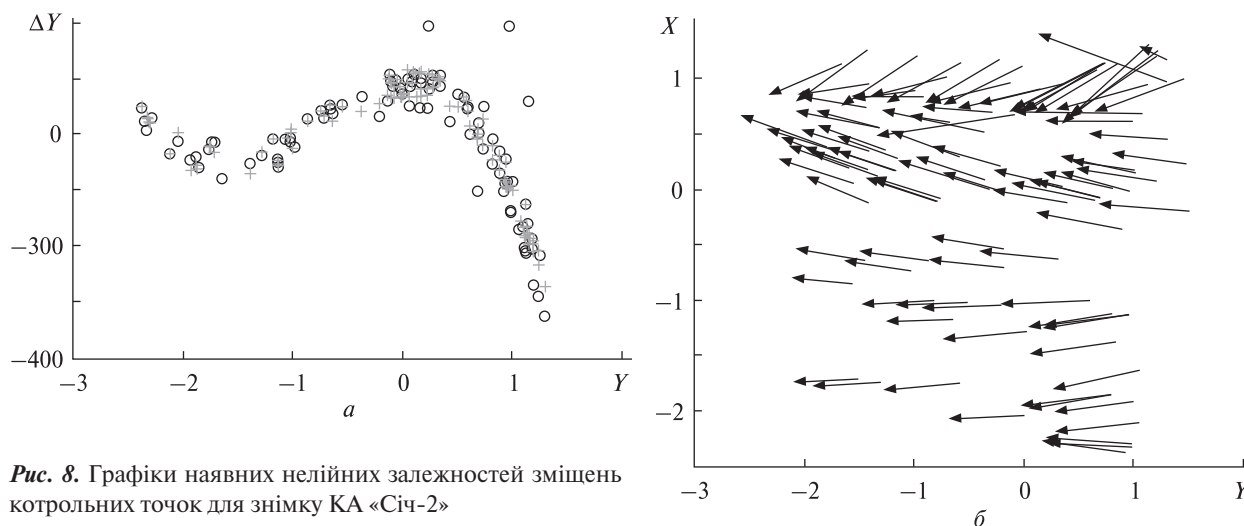 ΔY
0
−300
−400
−3
−2
−1
0
1
Y
а
X
1
0
−1
−2
−3
−2
−1
0
1
Y
б
Рис. 8. Графіки наявних нелійних залежностей зміщень
котрольних точок для знімку КА «Січ-2»